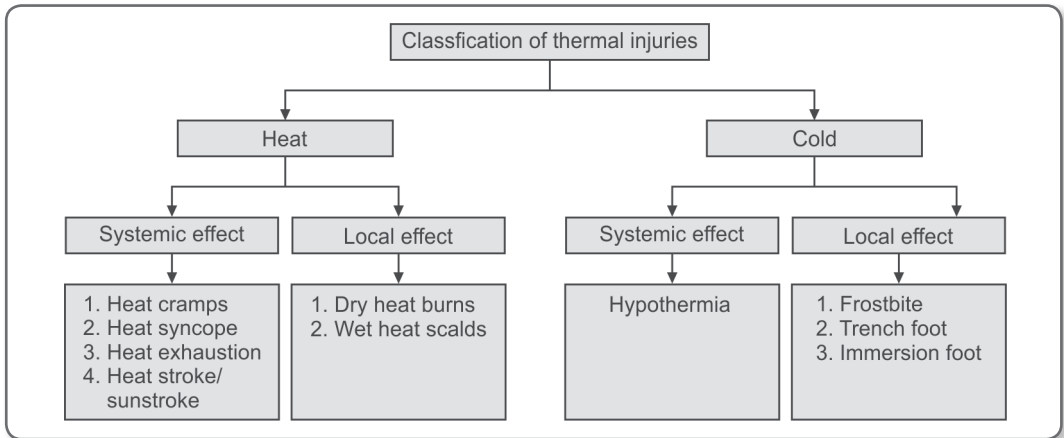 Classfication of thermal injuries
Heat
Cold
Systemic effect
Local effect
Systemic effect
Local effect
1. Heat cramps
2. Heat syncope
3. Heat exhaustion
4. Heat stroke/
sunstroke
1. Dry heat burns
2. Wet heat scalds
Hypothermia
1. Frostbite
2. Trench foot
3. Immersion foot